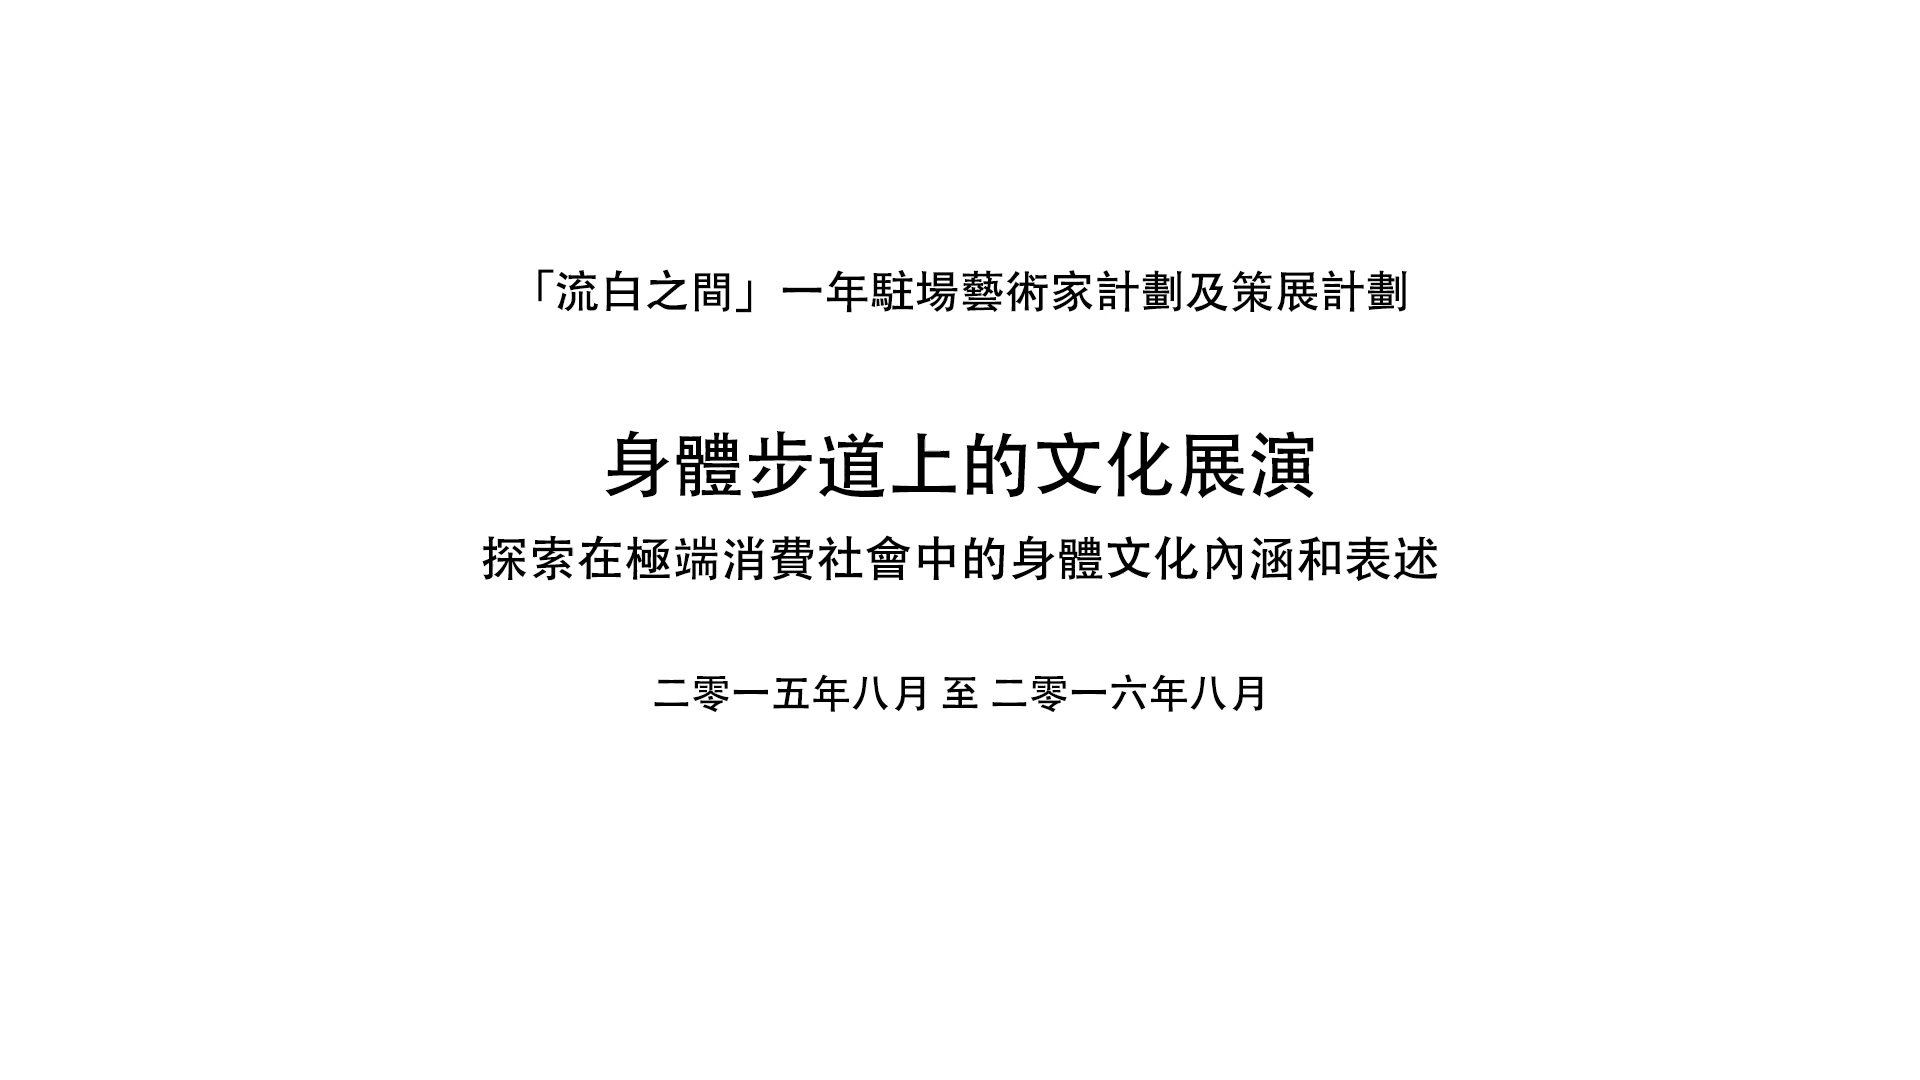 「流白之間」一年駐場藝術家計劃及策展計劃
身體步道上的文化展演
探索在極端消費社會中的身體文化內涵和表述
二零一五年八月 至 二零一六年八月